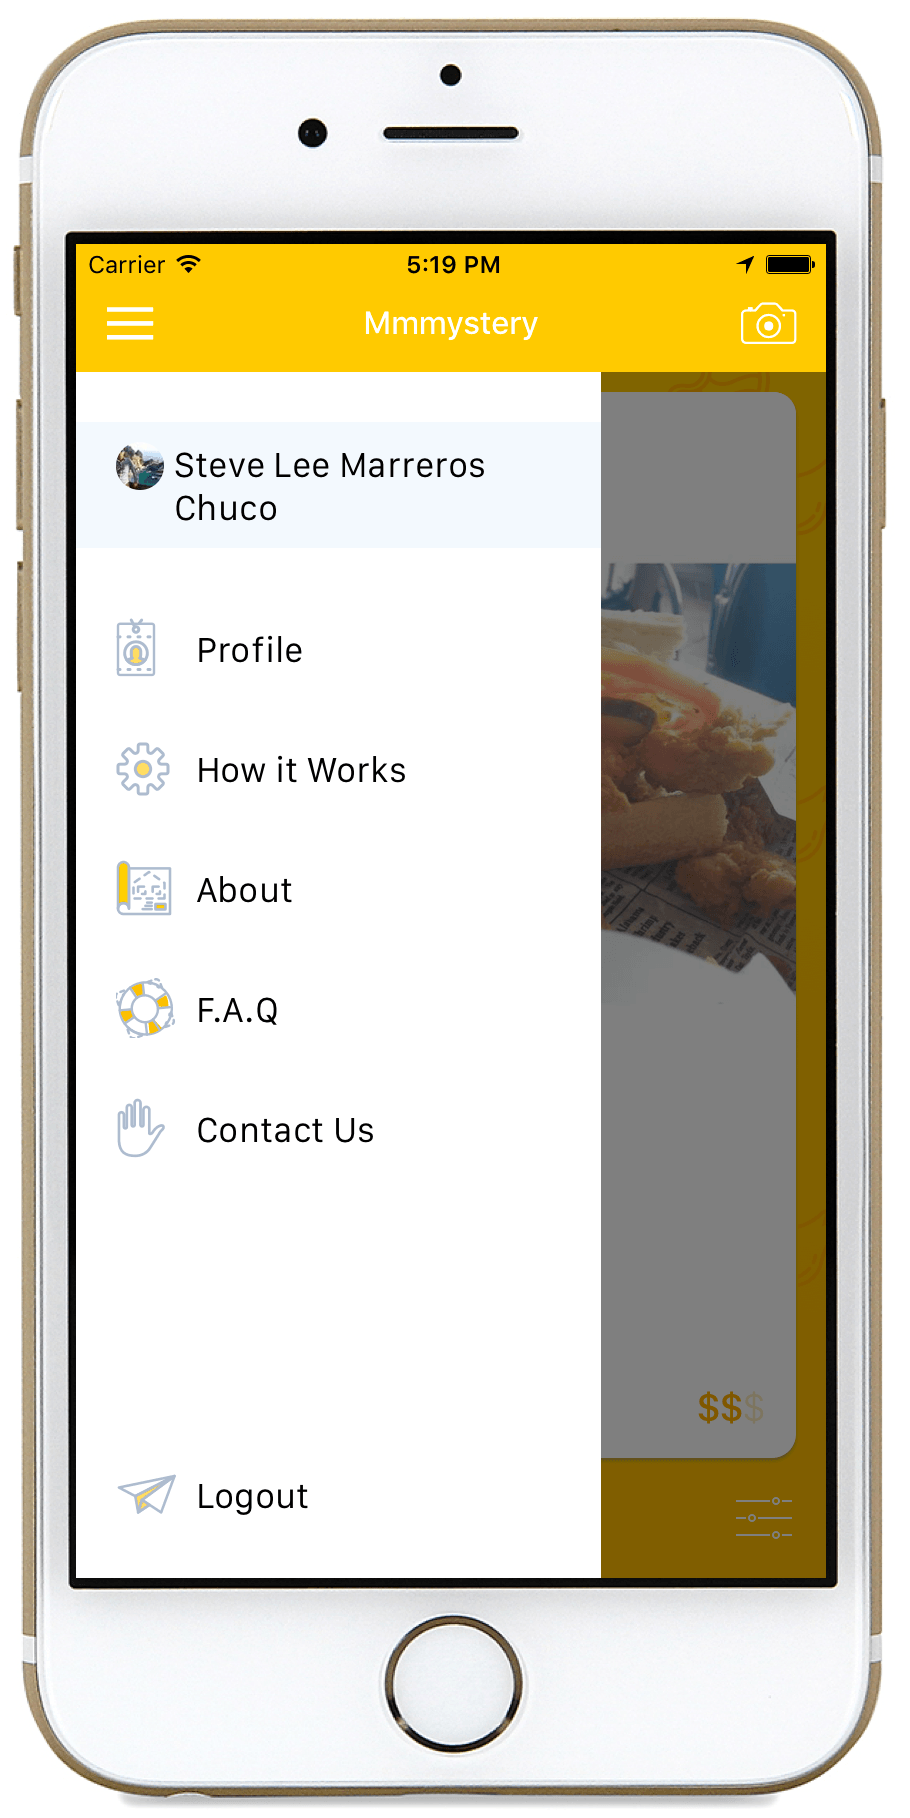 Carrier 5:19 PM
Mmmystery
Steve Lee Marreros
Chuco
Profile
How it Works
About
F.A.Q
Contact Us
$$$
Logout